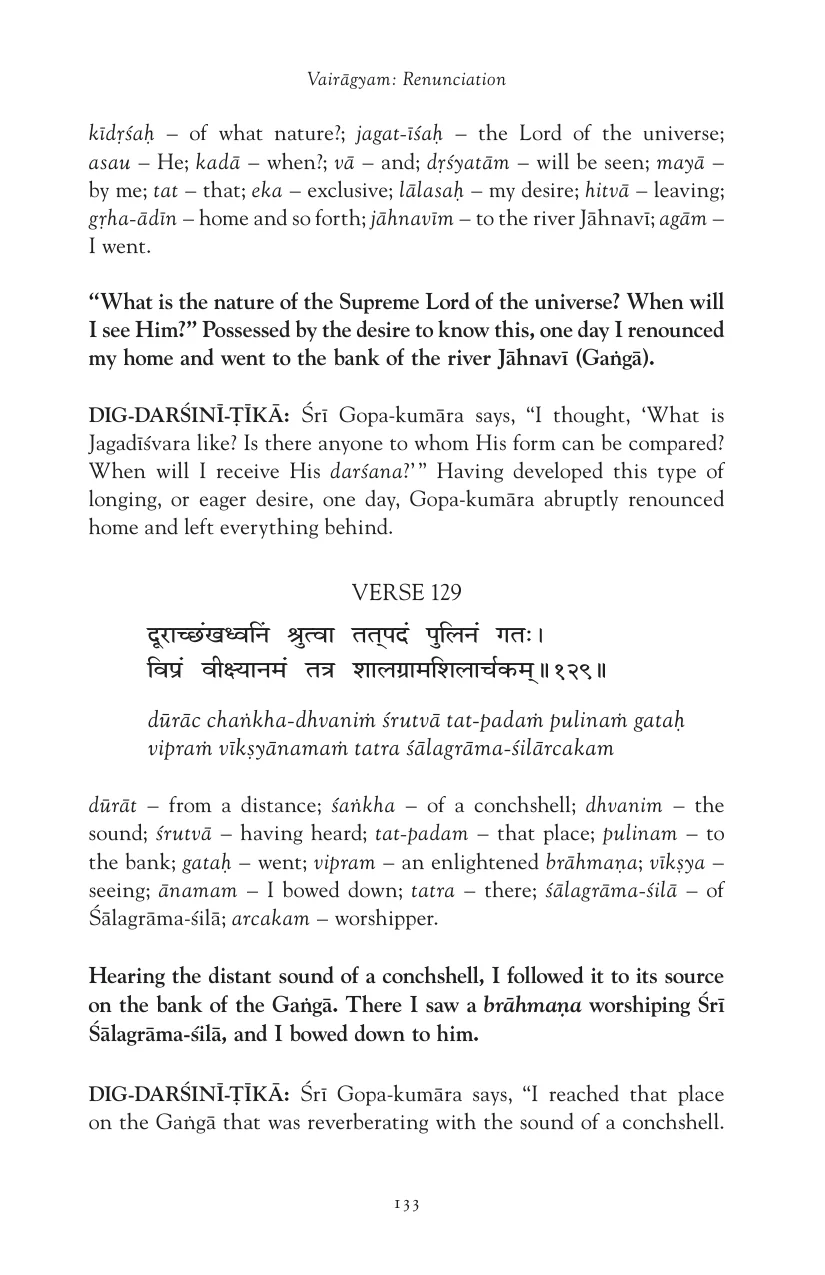 Vairāgyam: Renunciation
kīdṛśaḥ – of what nature?; jagat-īśaḥ – the Lord of the universe;
asau – He; kadā – when?; vā – and; dṛśyatām – will be seen; mayā –
by me; tat – that; eka – exclusive; lālasaḥ – my desire; hitvā – leaving;
gṛha-ādīn – home and so forth; jāhnavīm – to the river Jāhnavī; agām –
I went.
“What is the nature of the Supreme Lord of the universe? When will
I see Him?” Possessed by the desire to know this, one day I renounced
my home and went to the bank of the river Jāhnavī (Gaṅgā).
DIG-DARŚINĪ-ṬĪKĀ: Śrī Gopa-kumāra says, “I thought, ‘What is
Jagadīśvara like? Is there anyone to whom His form can be compared?
When will I receive His darśana?’” Having developed this type of
longing, or eager desire, one day, Gopa-kumāra abruptly renounced
home and left everything behind.
VERSE 129
दूराच्छंखध्वनिं श्रुत्वा तत्पदं पुलिनं गतः।
विप्रं वीक्ष्यानमं तत्र शालग्रामशिलार्चकम्॥१२९॥
dūrāc chaṅkha-dhvaniṁ śrutvā tat-padaṁ pulinaṁ gataḥ
vipraṁ vīkṣyānamaṁ tatra śālagrāma-śilārcakam
dūrāt – from a distance; śaṅkha – of a conchshell; dhvanim – the
sound; śrutvā – having heard; tat-padam – that place; pulinam – to
the bank; gataḥ – went; vipram – an enlightened brāhmaṇa; vīkṣya –
seeing; ānamam – I bowed down; tatra – there; śālagrāma-śilā – of
Śālagrāma-śilā; arcakam – worshipper.
Hearing the distant sound of a conchshell, I followed it to its source
on the bank of the Gaṅgā. There I saw a brāhmaṇa worshiping Śrī
Śālagrāma-śilā, and I bowed down to him.
DIG-DARŚINĪ-ṬĪKĀ: Śrī Gopa-kumāra says, “I reached that place
on the Gaṅgā that was reverberating with the sound of a conchshell.
133